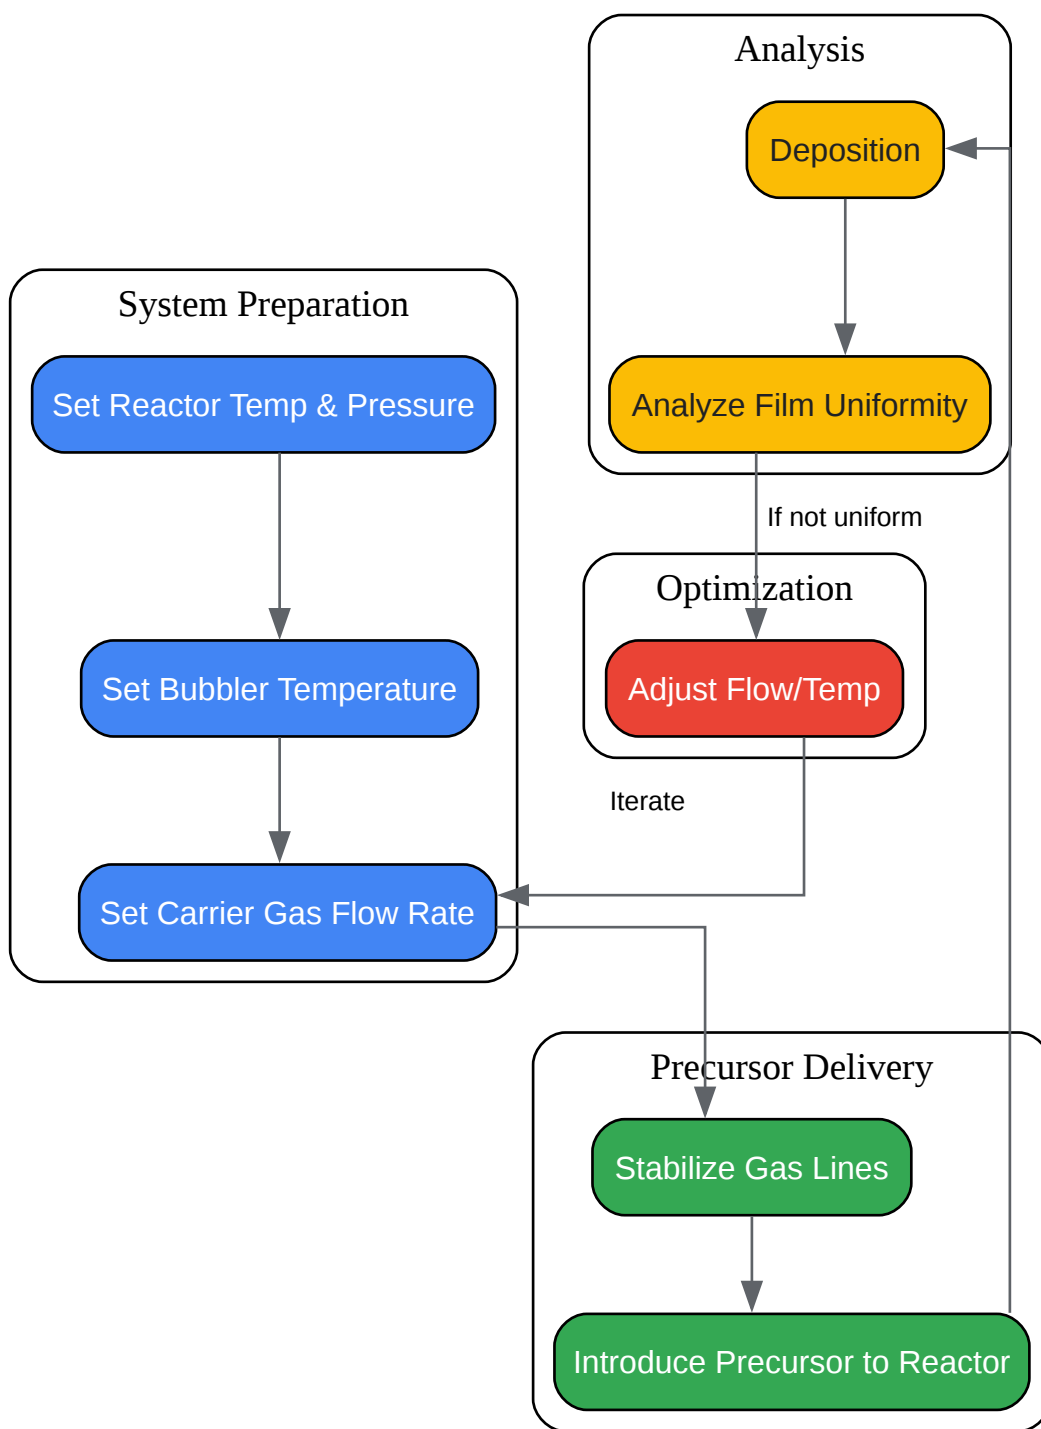 Analysis
Deposition
System Preparation
Set Reactor Temp & Pressure
Analyze Film Uniformity
If not uniform
Optimization
Set Bubbler Temperature
Adjust Flow/Temp
Iterate
Set Carrier Gas Flow Rate
Precursor Delivery
Stabilize Gas Lines
Introduce Precursor to Reactor